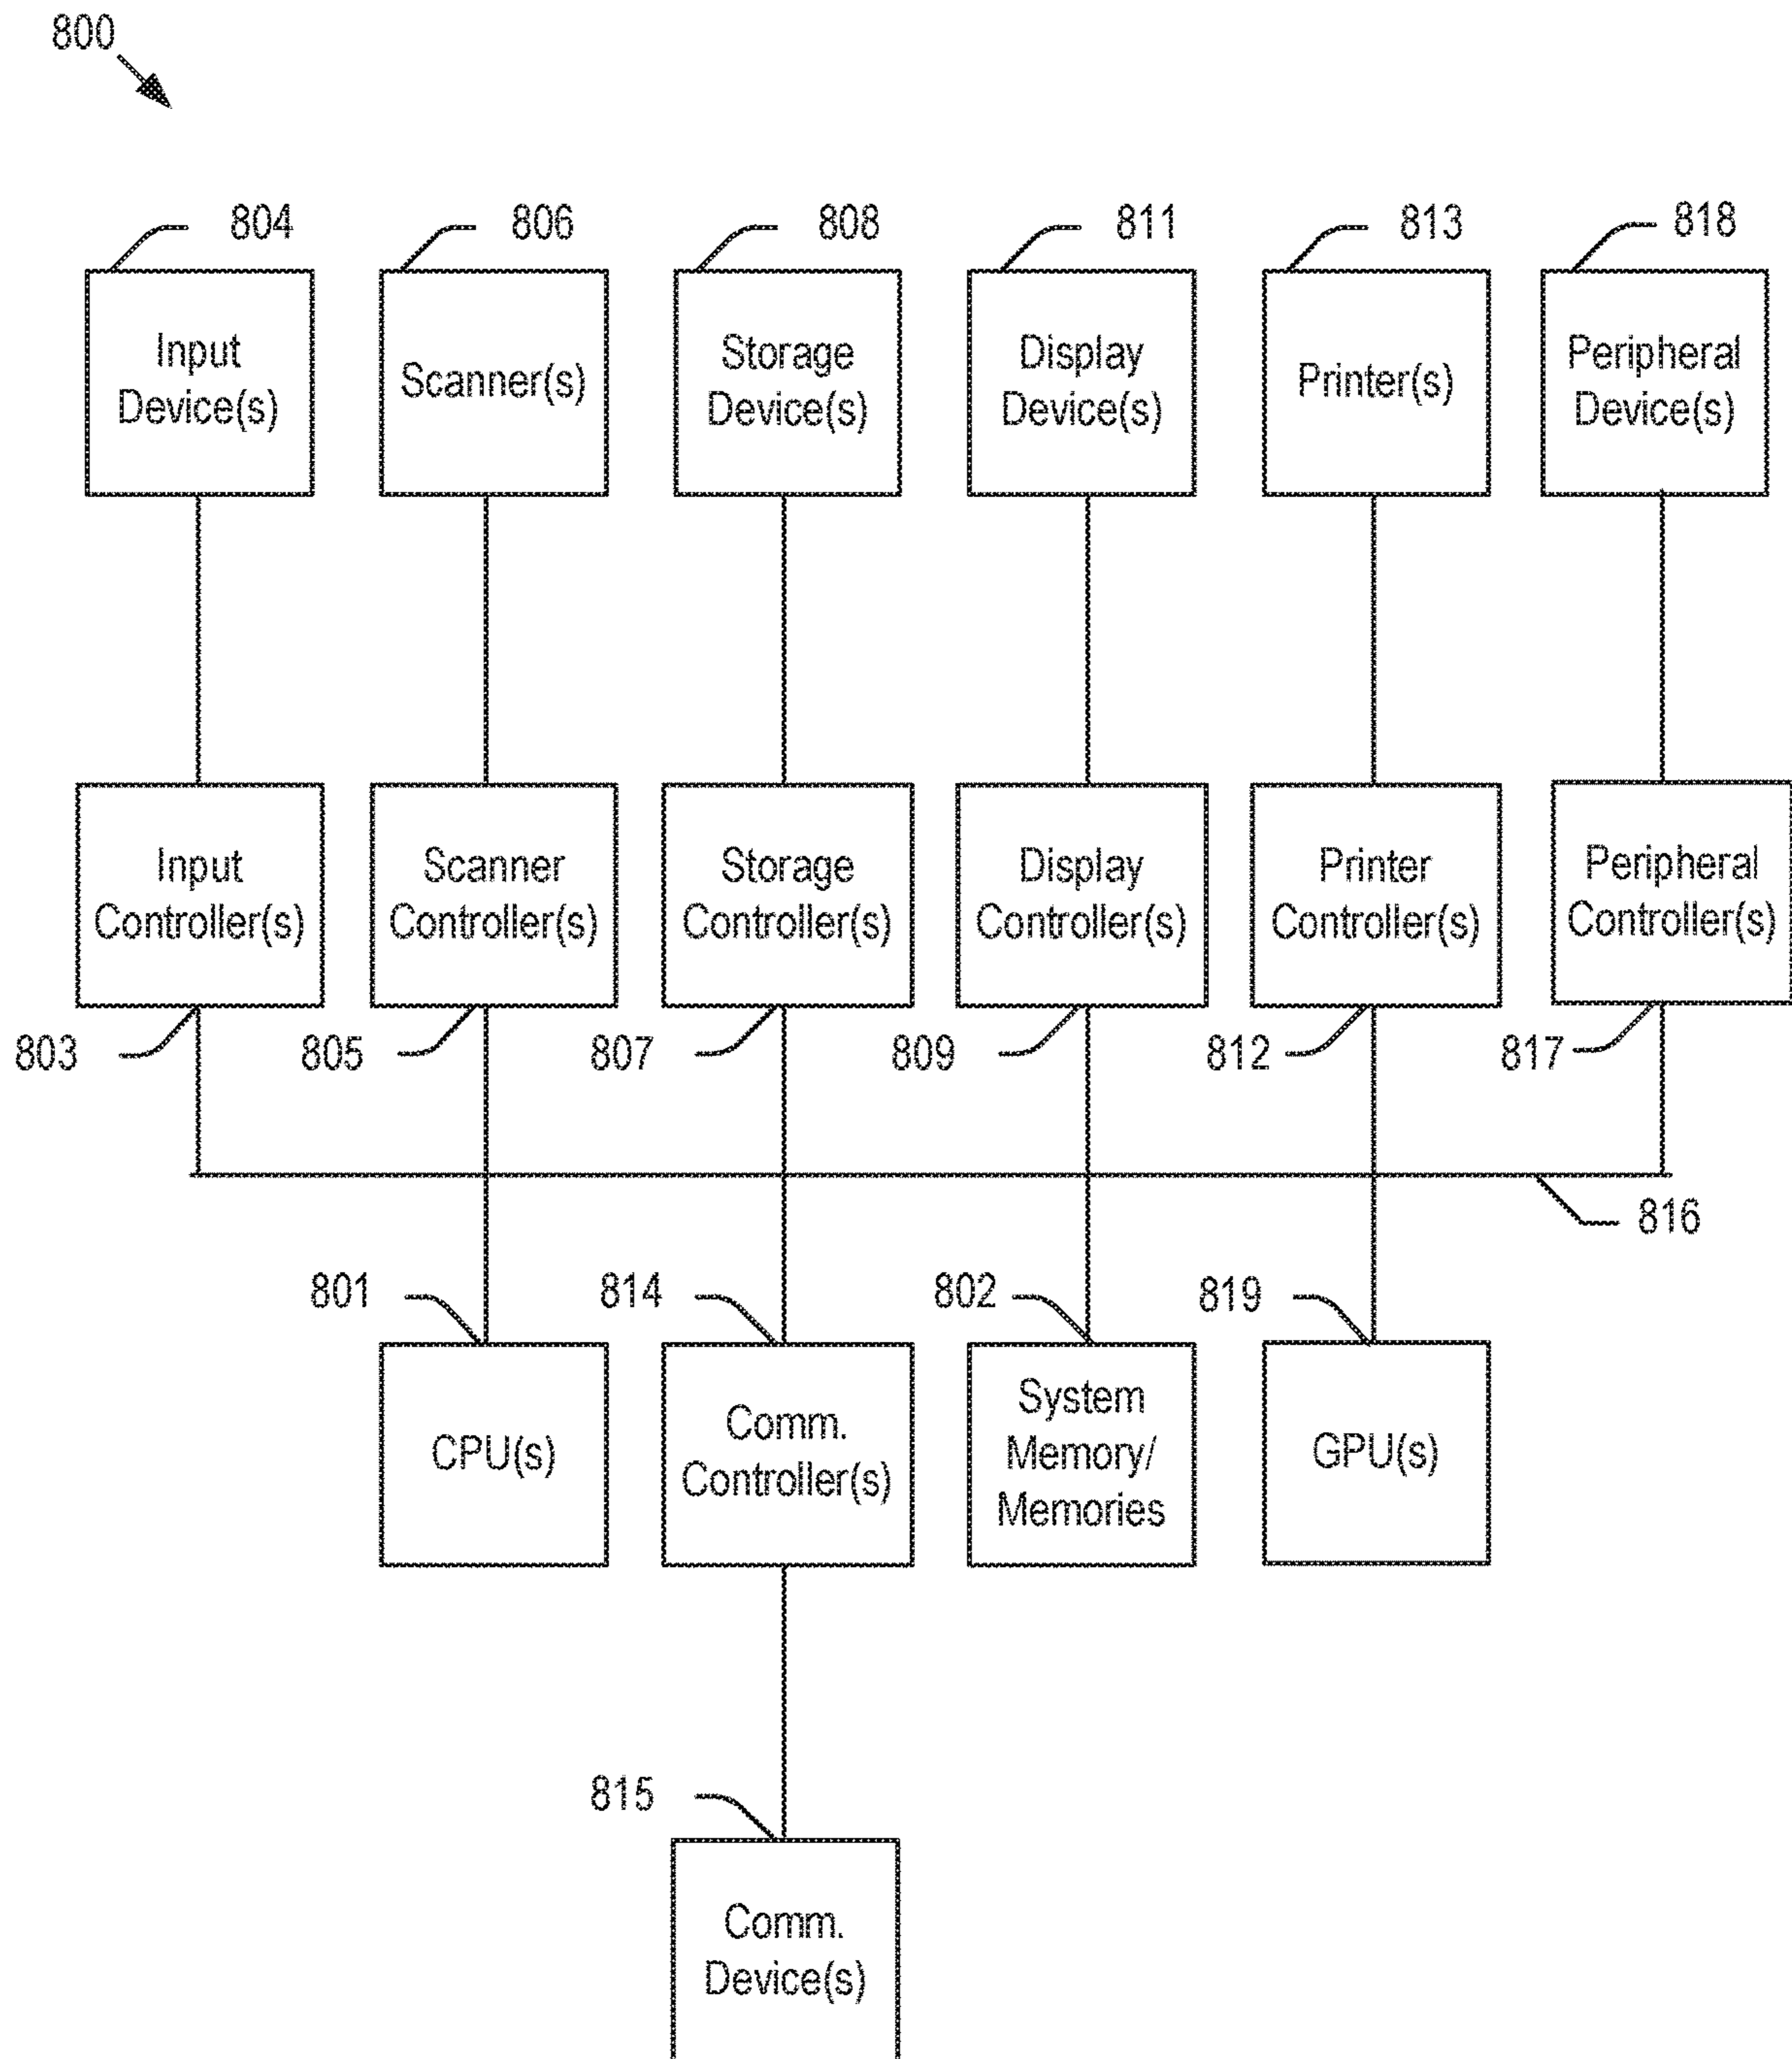 800
804
806
808
811
813
818
Input
Device(s)
Scanner(s)
Storage
Device(s)
Display
Device(s)
Printer(s)
Peripheral
Device(s)
Input
Controller(s)
Scanner
Controller(s)
Storage
Controller(s)
Display
Controller(s)
Printer
Controller(s)
Peripheral
Controller(s)
803
805
807
809
812
817
816
801
814
802
819
CPU(s)
Comm.
Controller(s)
System
Memory/
Memories
GPU(s)
815
Comm.
Device(s)